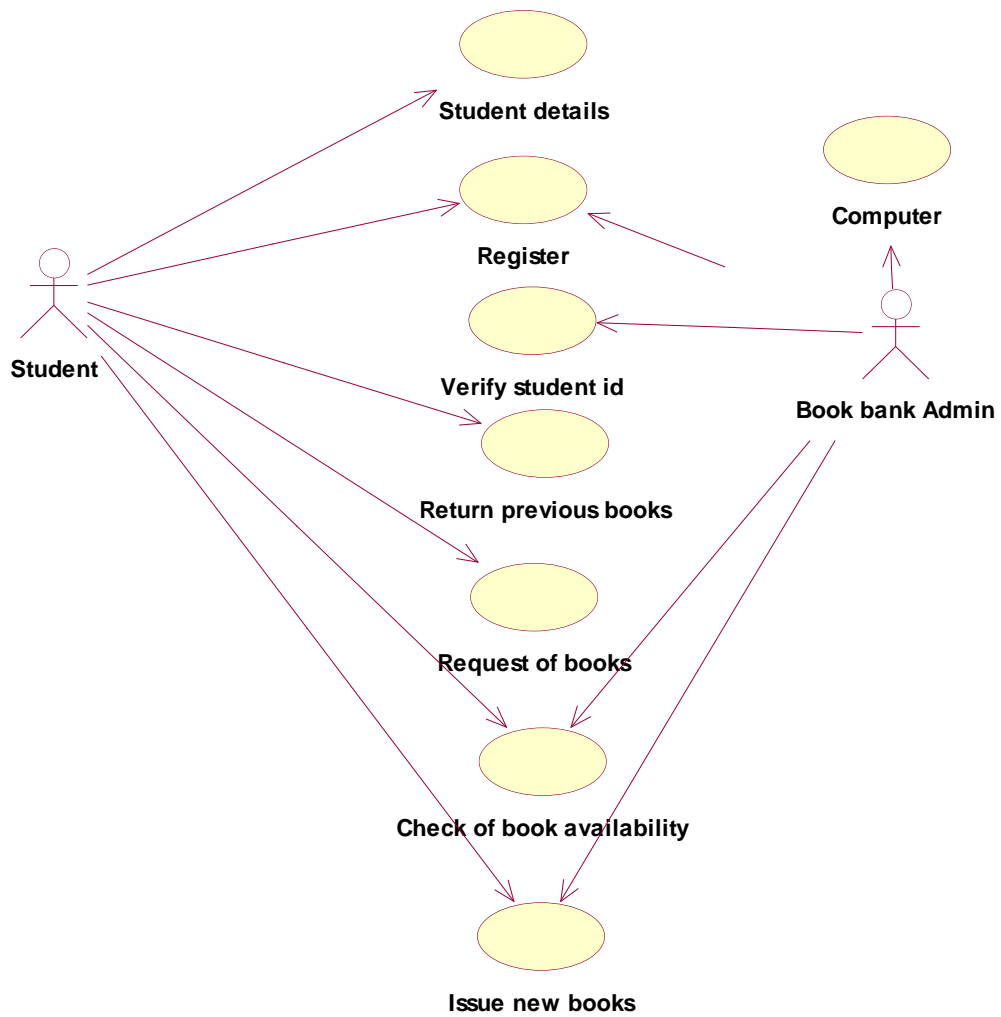 Student details
Computer
Register
Student
Verify student id
Book bank Admin
Return previous books
Request of books
Check of book availability
Issue new books